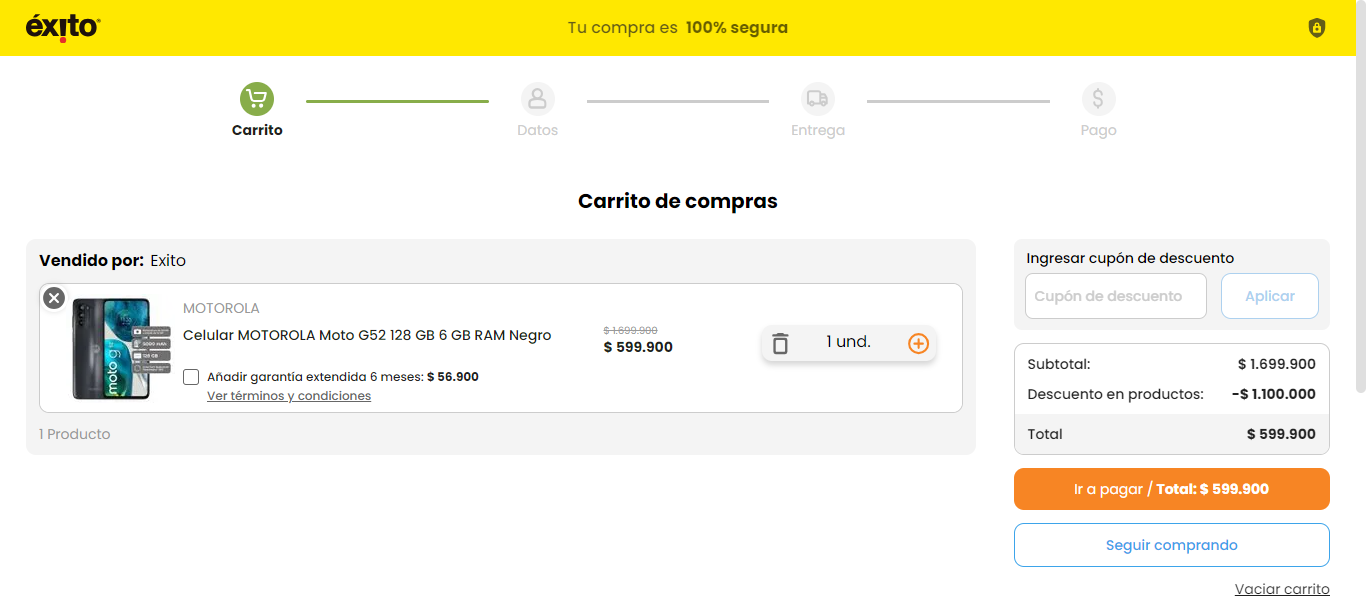 éxito
Tu compra es 100% segura
Carrito
Datos
Entrega
Pago
Carrito de compras
Vendido por: Exito
MOTOROLA
Celular MOTOROLA Moto G52 128 GB 6 GB RAM Negro
Añadir garantía extendida 6 meses: $ 56.900
Ver términos y condiciones
$ 1.699.900
$ 599.900
1 und.
1 Producto
Ingresar cupón de descuento
Cupón de descuento
Aplicar
Subtotal: $ 1.699.900
Descuento en productos: -$ 1.100.000
Total $ 599.900
Ir a pagar / Total: $ 599.900
Seguir comprando
Vaciar carrito